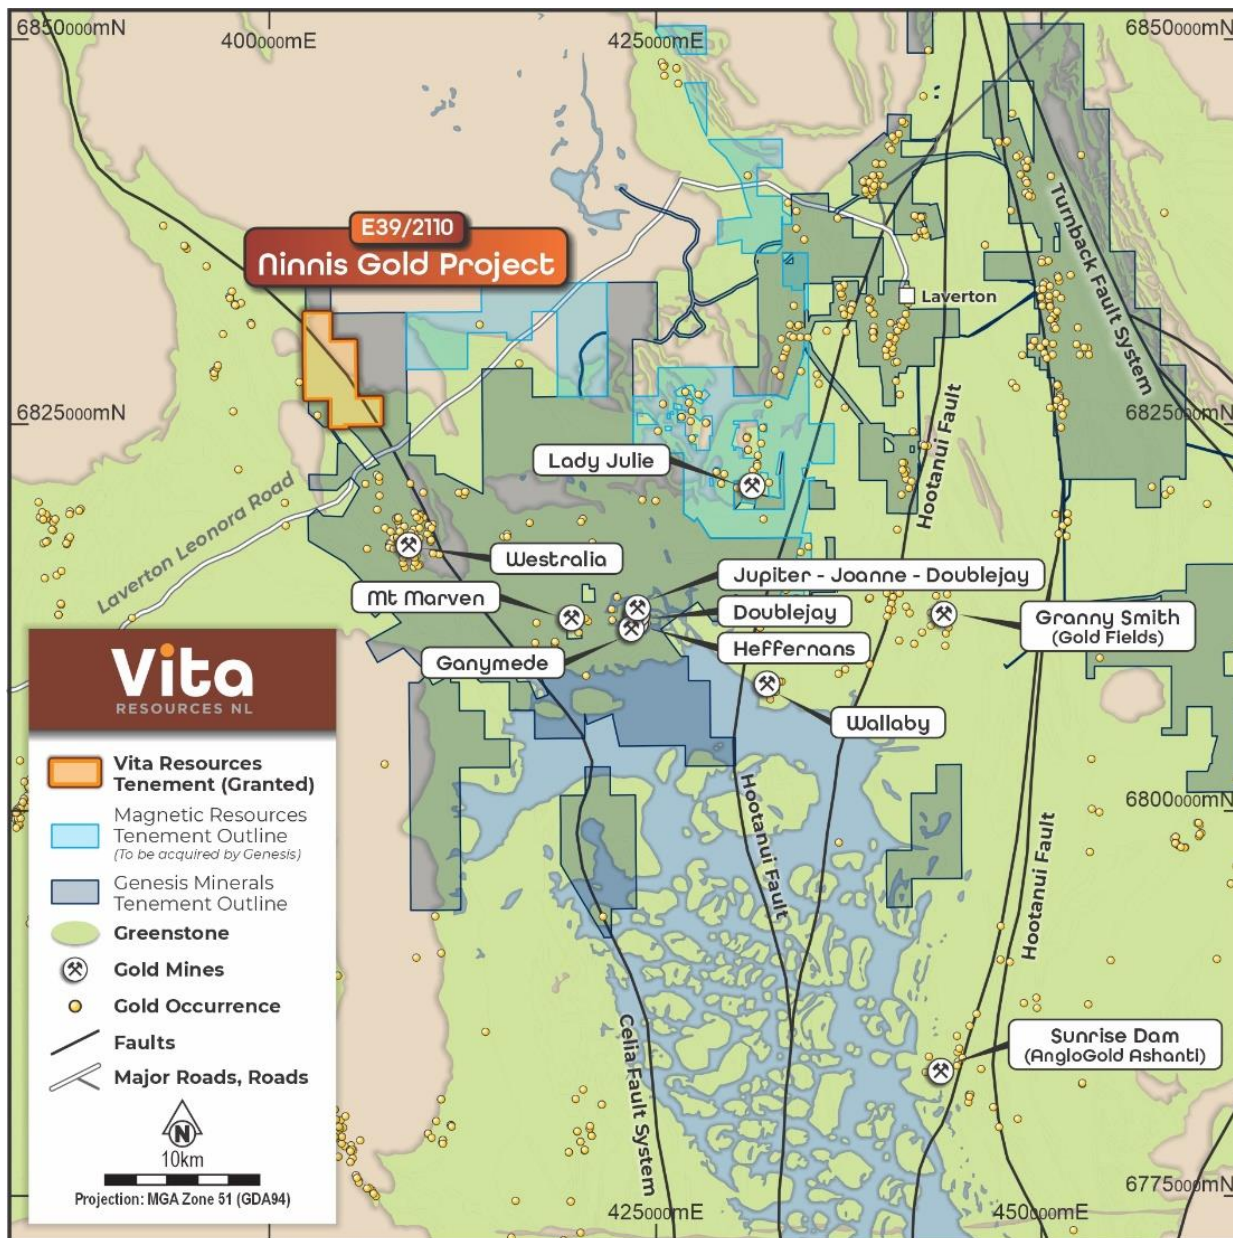 6850000mN
400000mE
425000mE
6850000mN
E39/2110
Ninnis Gold Project
Turnback Fault System
Laverton
6825000mN
6825000mN
Lady Julie
Hootanui Fault
Laverton Leonora Road
Westralia
Jupiter - Joanne - Doublejay
Mt Marven
Doublejay
Granny Smith
(Gold Fields)
Ganymede
Heffernans
Wallaby
Vita
RESOURCES NL
Vita Resources
Tenement (Granted)
Magnetic Resources
Tenement Outline
(To be acquired by Genesis)
Genesis Minerals
Tenement Outline
Greenstone
Gold Mines
Gold Occurrence
Faults
Major Roads, Roads
N
10km
Projection: MGA Zone 51 (GDA94)
6800000mN
Hootanui Fault
Hootanui Fault
Celia Fault System
Sunrise Dam
(AngloGold Ashanti)
6775000mN
425000mE
450000mE